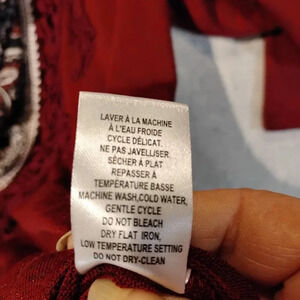 LAVER À LA MACHINE
À L'EAU FROIDE
CYCLE DÉLICAT.
NE PAS JAVELLISER.
SÉCHER À PLAT
REPASSER À
TEMPÉRATURE BASSE
MACHINE WASH,COLD WATER,
GENTLE CYCLE
DO NOT BLEACH
DRY FLAT IRON,
LOW TEMPERATURE SETTING
DO NOT DRY-CLEAN